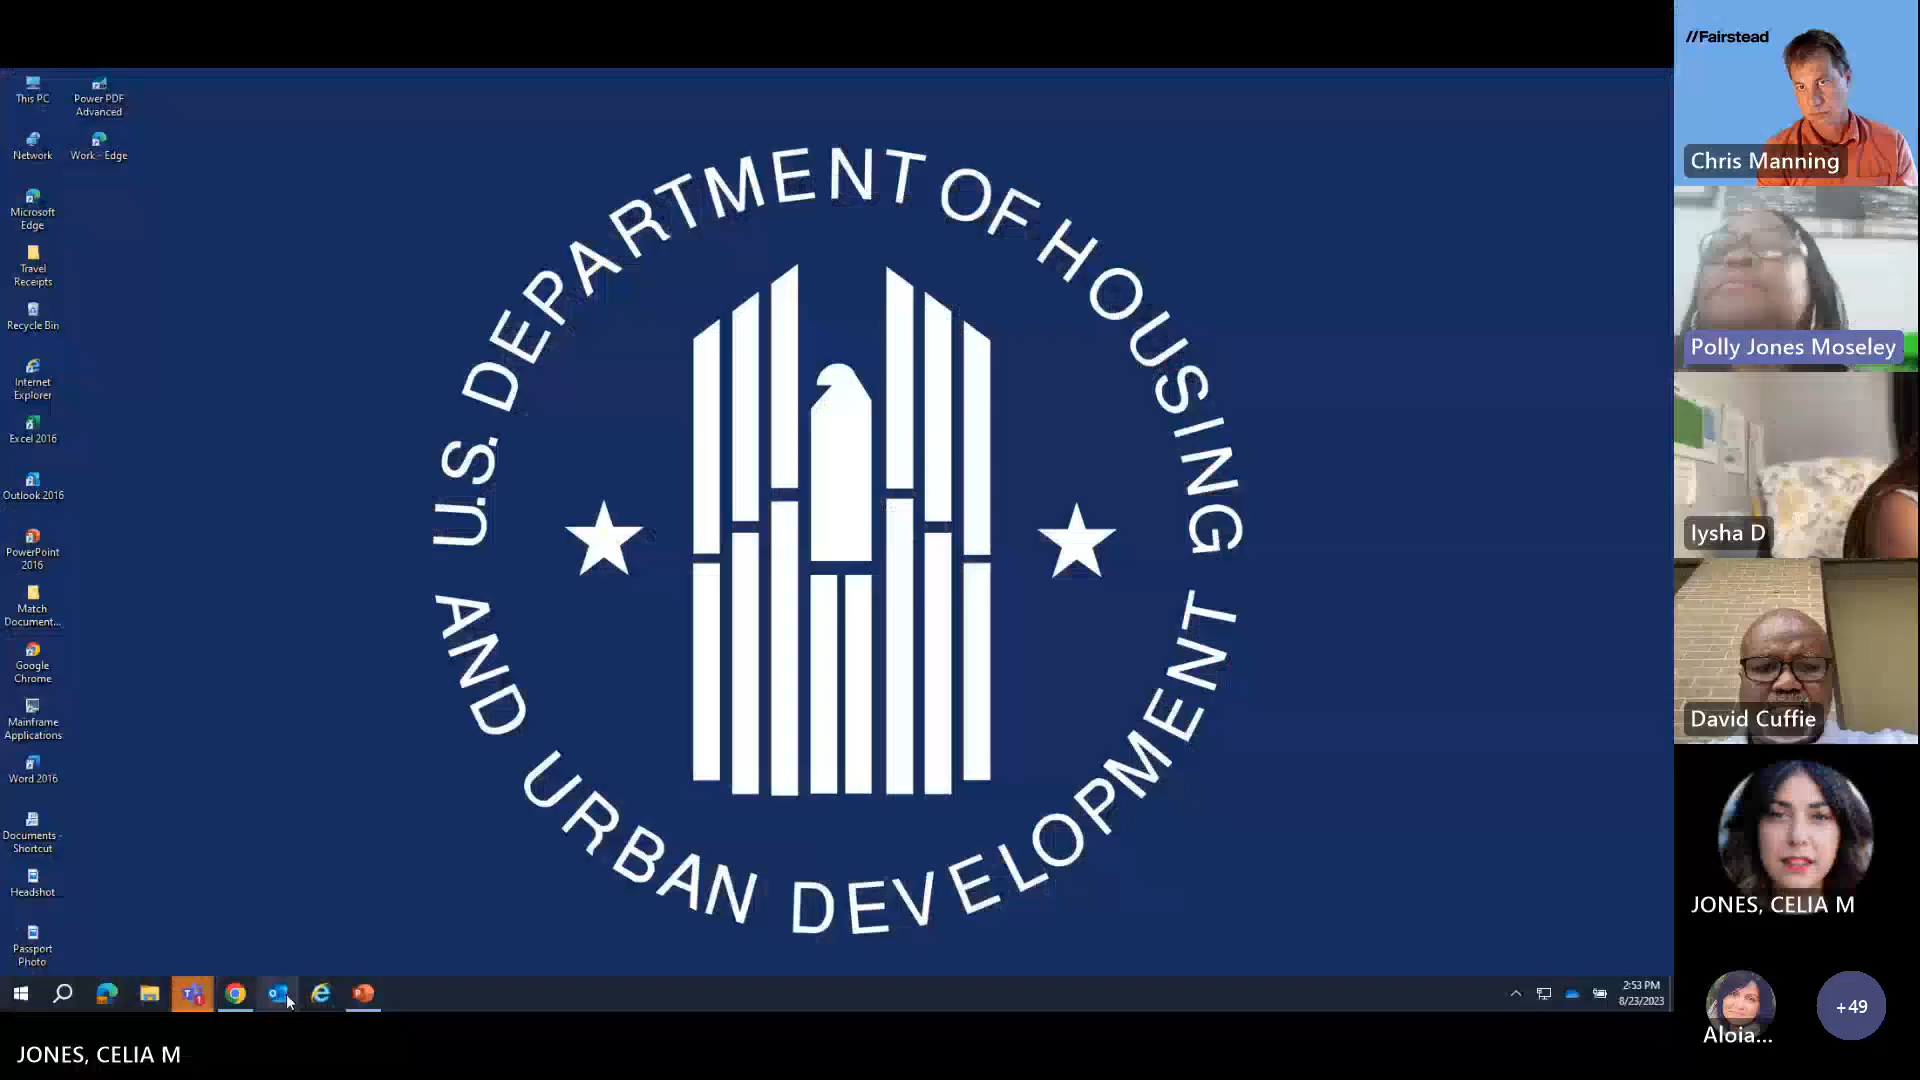 This PC
Power PDF
Advanced
Network
Work - Edge
Microsoft
Edge
Travel
Receipts
Recycle Bin
Internet
Explorer
Excel 2016
Outlook 2016
PowerPoint
2016
Match
Document...
Google
Chrome
Mainframe
Applications
Word 2016
Documents -
Shortcut
Headshot
Passport
Photo
U.S. DEPARTMENT OF HOUSING
AND URBAN DEVELOPMENT
2:53 PM
8/23/2023
JONES, CELIA M
//Fairstead
Chris Manning
Polly Jones Moseley
Iysha D
David Cuffie
JONES, CELIA M
Aloia...
+49